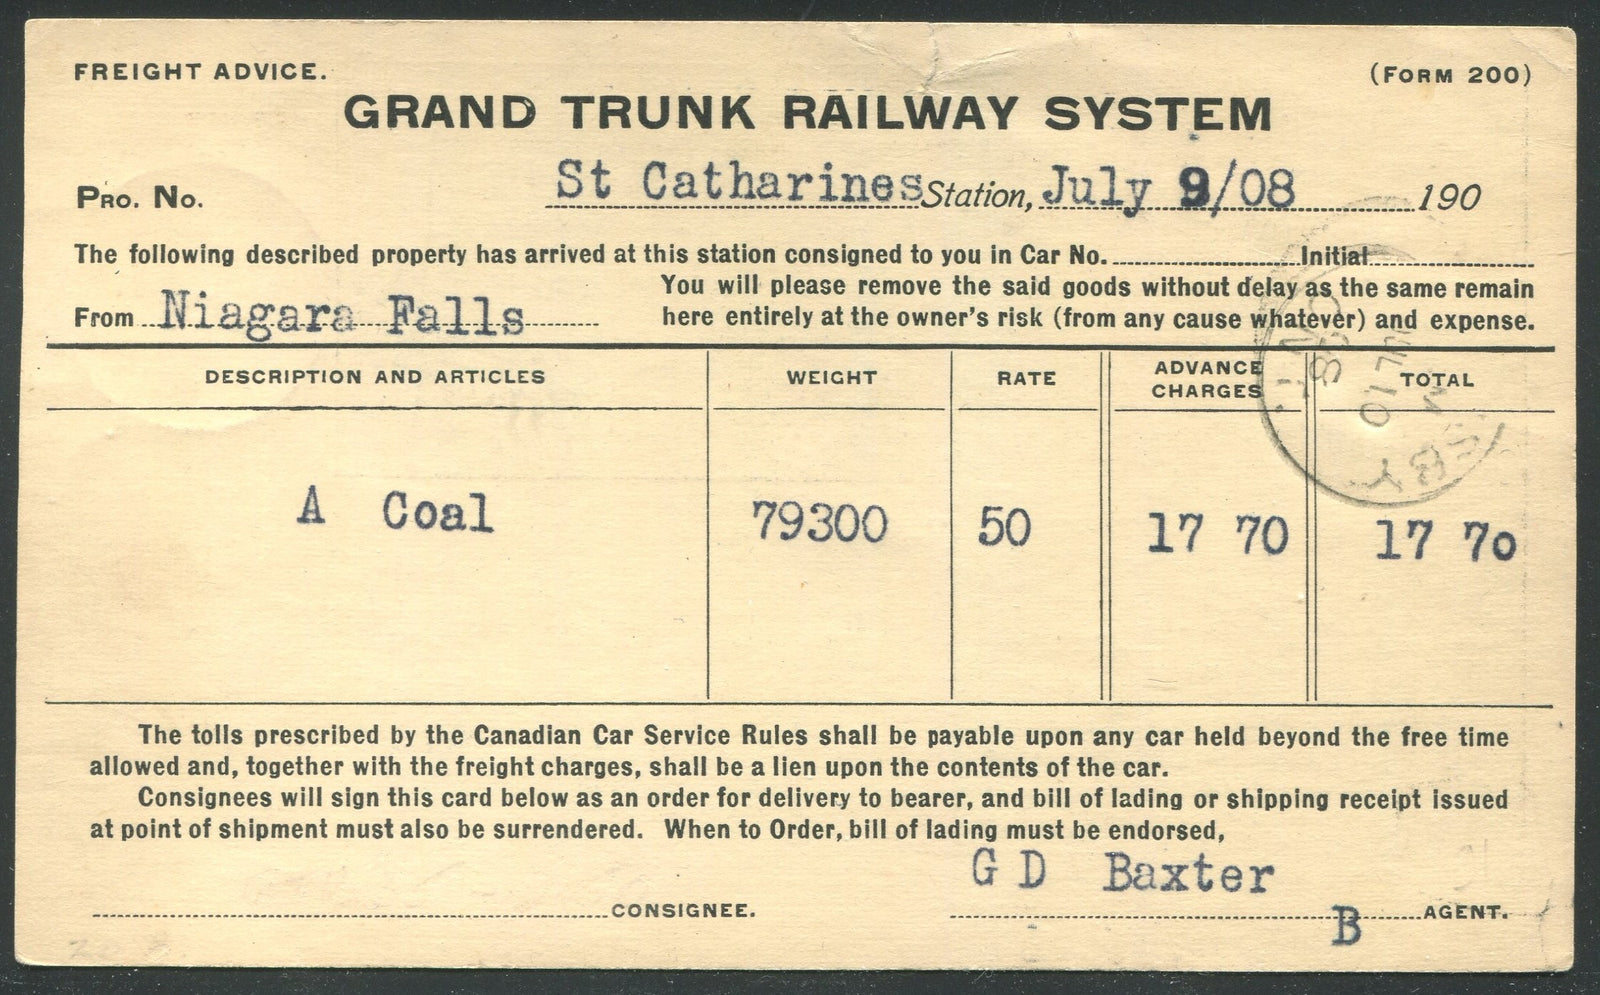 FREIGHT ADVICE.
(FORM 200)
GRAND TRUNK RAILWAY SYSTEM
PRO. No. St Catharines Station, July 9/08 190
The following described property has arrived at this station consigned to you in Car No. Initial
You will please remove the said goods without delay as the same remain
From Niagara Falls here entirely at the owner's risk (from any cause whatever) and expense.
DESCRIPTION AND ARTICLES WEIGHT RATE ADVANCE CHARGES TOTAL
A Coal 79300 50 17 70 17 70
The tolls prescribed by the Canadian Car Service Rules shall be payable upon any car held beyond the free time
allowed and, together with the freight charges, shall be a lien upon the contents of the car.
Consignees will sign this card below as an order for delivery to bearer, and bill of lading or shipping receipt issued
at point of shipment must also be surrendered. When to Order, bill of lading must be endorsed,
G D Baxter
CONSIGNEE. AGENT.
B